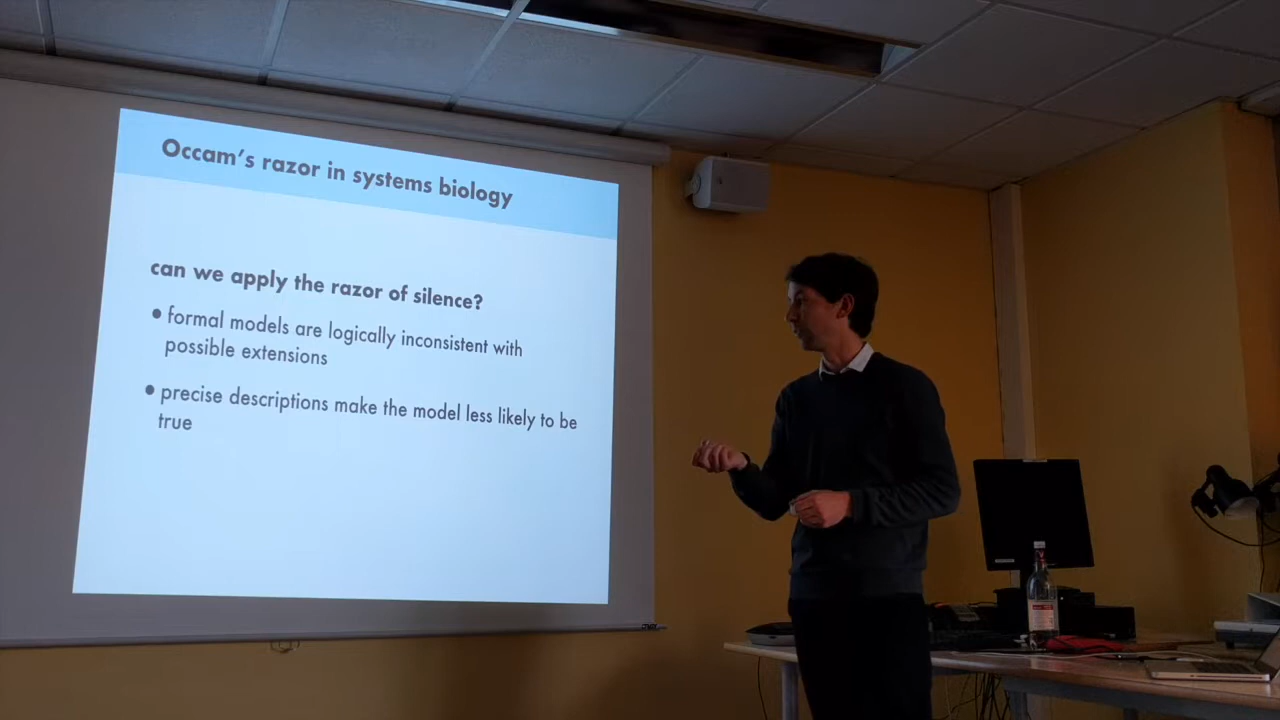 Occam's razor in systems biology
can we apply the razor of silence?
• formal models are logically inconsistent with
possible extensions
• precise descriptions make the model less likely to be
true